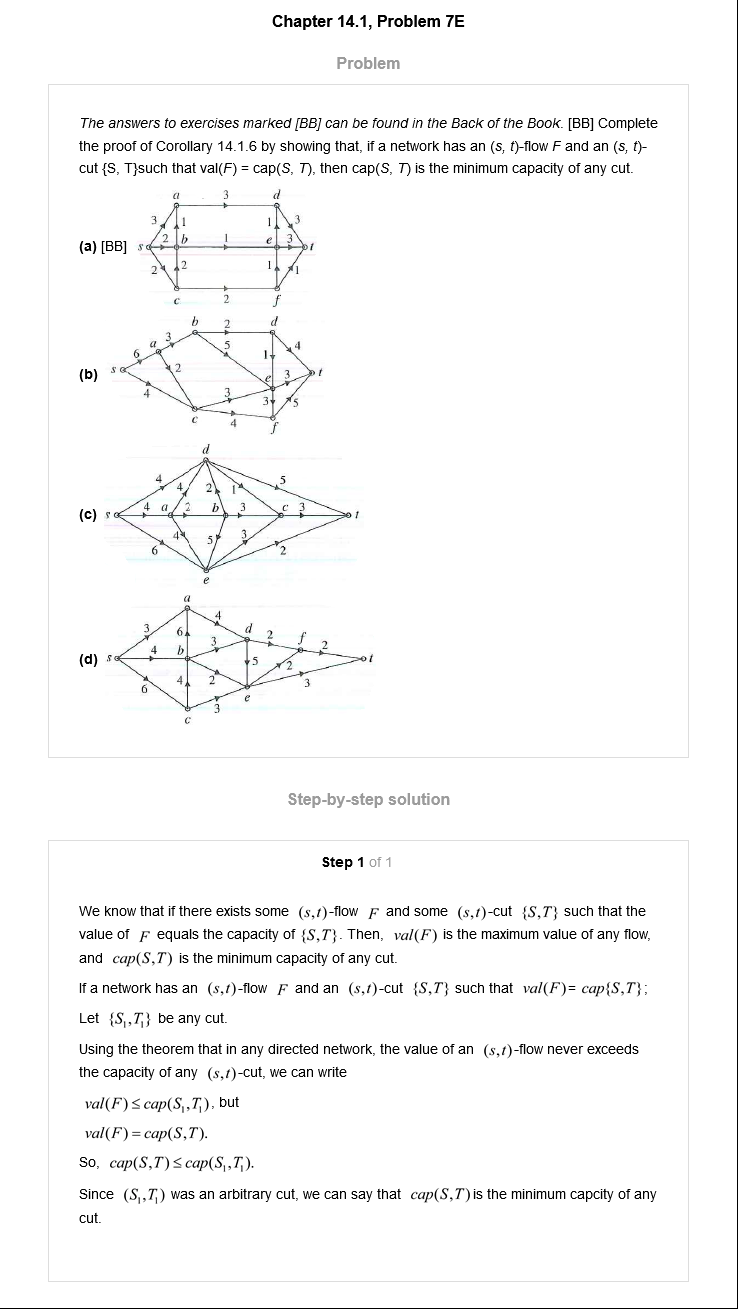 Chapter 14.1, Problem 7E
Problem
The answers to exercises marked [BB] can be found in the Back of the Book. [BB] Complete
the proof of Corollary 14.1.6 by showing that, if a network has an (s, t)-flow F and an (s, t)-
cut {S, T}such that val(F) = cap(S, T), then cap(S, T) is the minimum capacity of any cut.
a 3 d
3 1 1 3
(a) [BB] s 2 b 1 e 3 t
2 2 1 1
c 2 f
b 2 d
6 a 3 5 1 4
(b) s 2 e 3 t
4 3 3 5
c 4 f
d
4 4 2 1 5
(c) s 4 a 2 b 3 c 3 t
6 4 5 3 2
e
a
3 6 4 d 2 f 2
(d) s 4 b 3 5 2 t
6 4 2 e 3
c 3
Step-by-step solution
Step 1 of 1
We know that if there exists some (s,t)-flow F and some (s,t)-cut {S,T} such that the
value of F equals the capacity of {S,T}. Then, val(F) is the maximum value of any flow,
and cap(S,T) is the minimum capacity of any cut.
If a network has an (s,t)-flow F and an (s,t)-cut {S,T} such that val(F)= cap{S,T};
Let {S₁,T₁} be any cut.
Using the theorem that in any directed network, the value of an (s,t)-flow never exceeds
the capacity of any (s,t)-cut, we can write
val(F)≤cap(S₁,T₁), but
val(F)=cap(S,T).
So, cap(S,T)≤cap(S₁,T₁).
Since (S₁,T₁) was an arbitrary cut, we can say that cap(S,T)is the minimum capcity of any
cut.